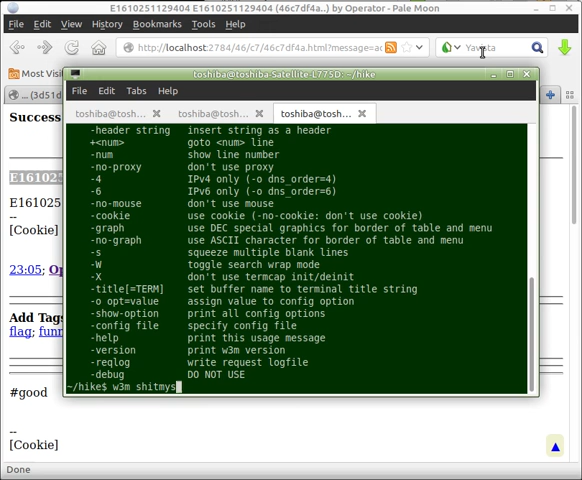 E1610251129404 E1610251129404 (46c7df4a..) by Operator - Pale Moon
File Edit View History Bookmarks Tools Help
http://localhost:2784/46/c7/46c7df4a.html?message=ac
Most Visi
... (3d51d
Success
E161025
E161025
--
[Cookie]
23:05; Op
Add Tags
flag; funn
#good
--
[Cookie]
Done
toshiba@toshiba-Satellite-L775D: ~/hike
File Edit Tabs Help
toshiba@tosh... toshiba@tosh... toshiba@tosh...
-header string insert string as a header
+<num> goto <num> line
-num show line number
-no-proxy don't use proxy
-4 IPv4 only (-o dns_order=4)
-6 IPv6 only (-o dns_order=6)
-no-mouse don't use mouse
-cookie use cookie (-no-cookie: don't use cookie)
-graph use DEC special graphics for border of table and menu
-no-graph use ASCII character for border of table and menu
-s squeeze multiple blank lines
-W toggle search wrap mode
-X don't use termcap init/deinit
-title[=TERM] set buffer name to terminal title string
-o opt=value assign value to config option
-show-option print all config options
-config file specify config file
-help print this usage message
-version print w3m version
-reqlog write request logfile
-debug DO NOT USE
~/hike$ w3m shitmys